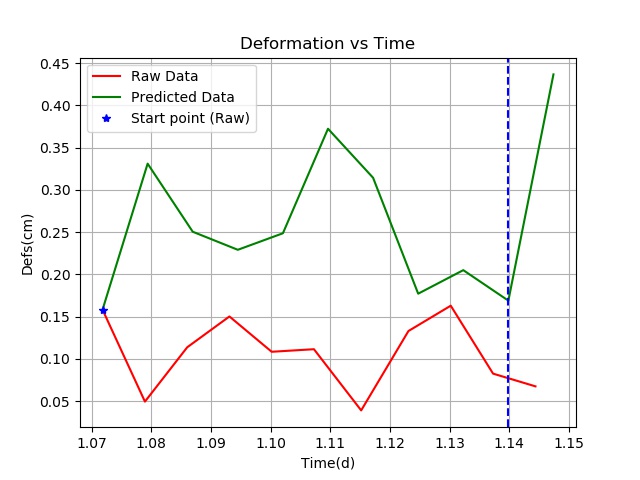 Deformation vs Time
Raw Data
Predicted Data
Start point (Raw)
Defs(cm)
0.45
0.40
0.35
0.30
0.25
0.20
0.15
0.10
0.05
1.07 1.08 1.09 1.10 1.11 1.12 1.13 1.14 1.15
Time(d)